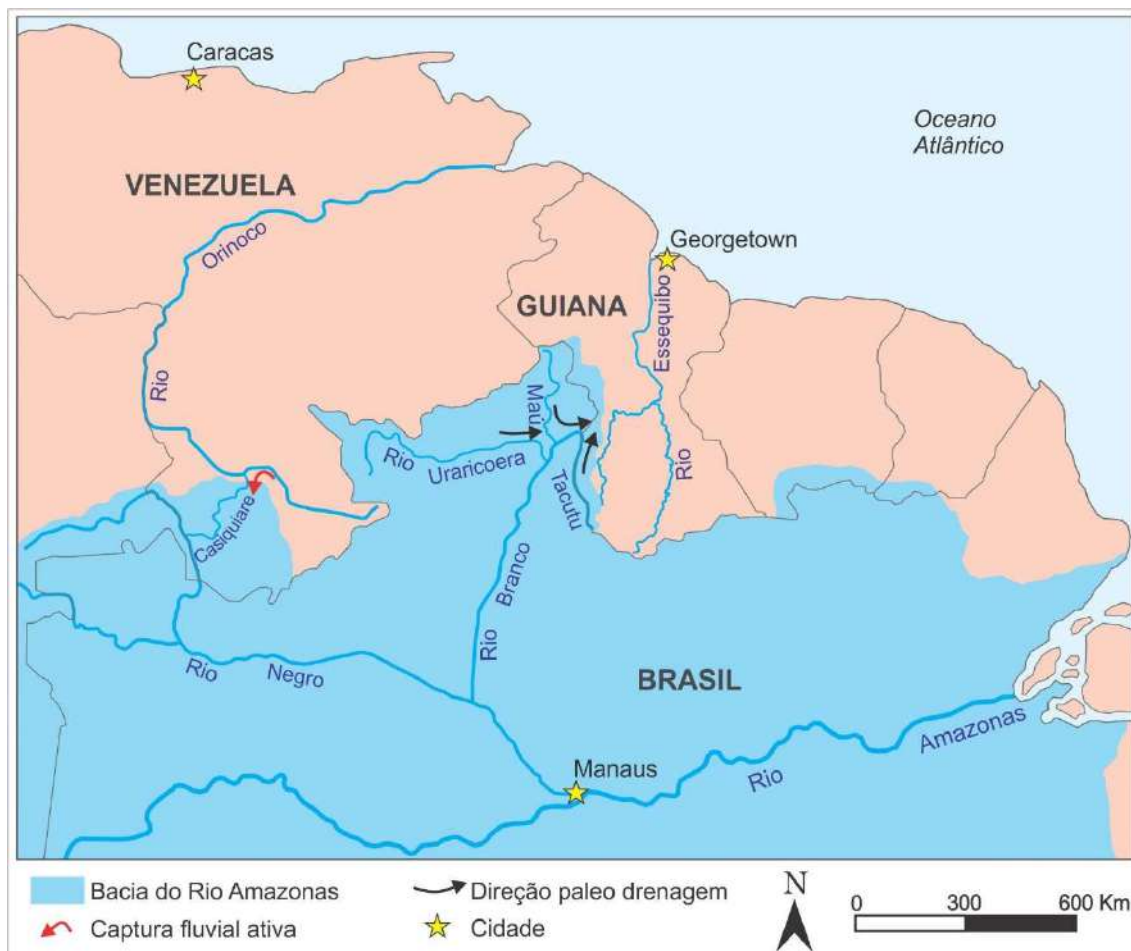 Caracas
Oceano
Atlântico
VENEZUELA
Rio Orinoco
Georgetown
GUIANA
Rio Essequibo
Maú
Rio Uraricoera
Tacutu
Casiquiare
Rio Branco
Rio Negro
BRASIL
Rio Amazonas
Manaus
Bacia do Rio Amazonas
Direção paleo drenagem
N
0 300 600 Km
Captura fluvial ativa
Cidade